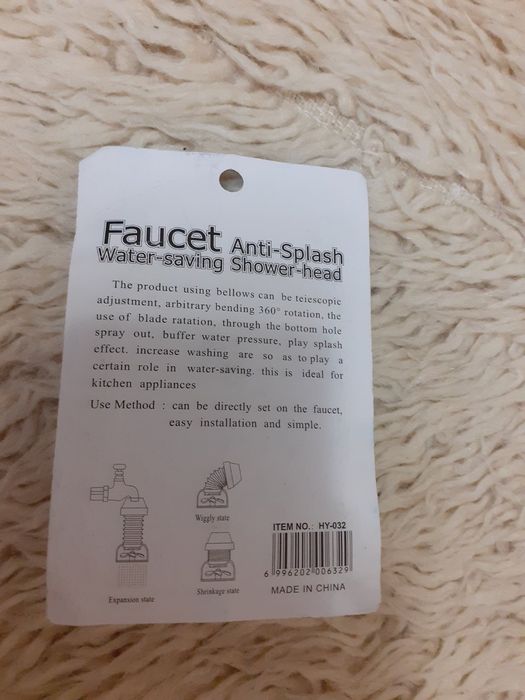 Faucet Anti-Splash
Water-saving Shower-head
The product using bellows can be teiescopie
adjustment, arbitrary bending 360° rotation, the
use of blade ratation, through the bottom hole
spray out, buffer water pressure, play splash
effect. increase washing are so as to play a
certain role in water-saving. this is ideal for
kitchen appliances
Use Method : can be directly set on the faucet,
easy installation and simple.
Wiggly state
Expansion state
Shrinkage state
ITEM NO.: HY-032
6 996202 006329
MADE IN CHINA